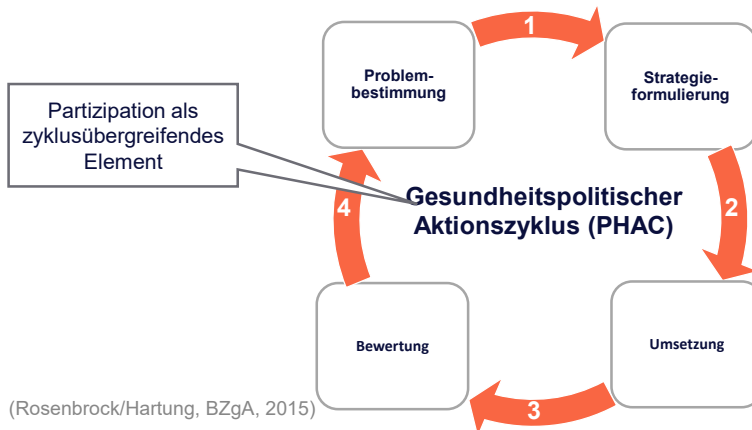 1
Problem-
bestimmung
Strategie-
formulierung
Partizipation als
zyklusübergreifendes
Element
4
Gesundheitspolitischer
Aktionszyklus (PHAC)
2
Bewertung
Umsetzung
(Rosenbrock/Hartung, BZgA, 2015)
3